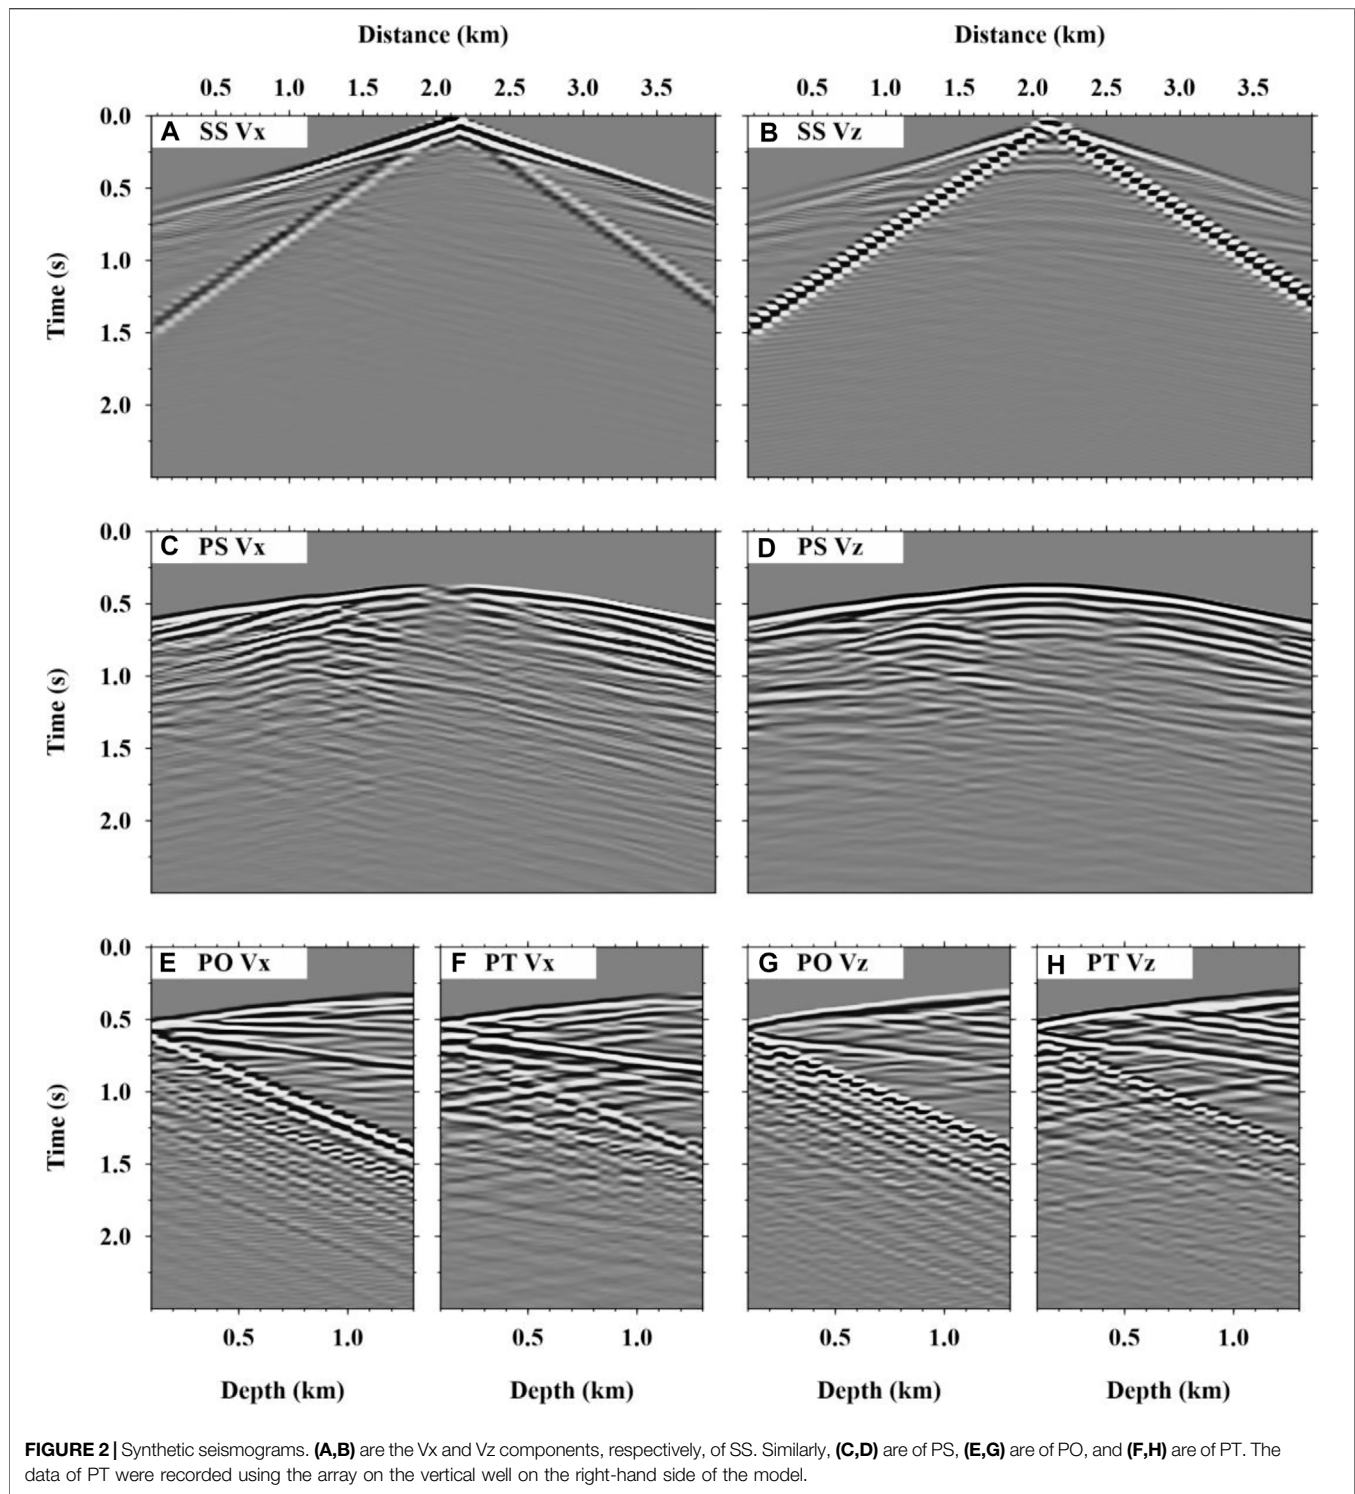 Distance (km) Distance (km)
0.5 1.0 1.5 2.0 2.5 3.0 3.5 0.5 1.0 1.5 2.0 2.5 3.0 3.5
0.0 A SS Vx B SS Vz
0.5
1.0
Time (s)
1.5
2.0
0.0 C PS Vx D PS Vz
0.5
1.0
Time (s)
1.5
2.0
0.0 E PO Vx F PT Vx G PO Vz H PT Vz
0.5
1.0
Time (s)
1.5
2.0
0.5 1.0 0.5 1.0 0.5 1.0 0.5 1.0
Depth (km) Depth (km) Depth (km) Depth (km)
FIGURE 2 | Synthetic seismograms. (A,B) are the Vx and Vz components, respectively, of SS. Similarly, (C,D) are of PS, (E,G) are of PO, and (F,H) are of PT. The
data of PT were recorded using the array on the vertical well on the right-hand side of the model.